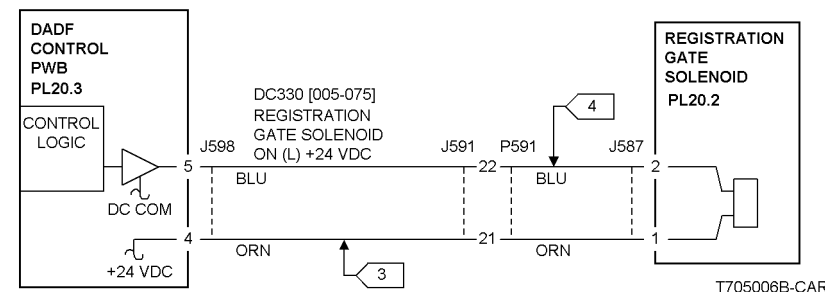 DADF
CONTROL
PWB
PL20.3
CONTROL
LOGIC
DC COM
+24 VDC
5
4
J598
DC330 [005-075]
REGISTRATION
GATE SOLENOID
ON (L) +24 VDC
BLU
ORN
3
J591
22
21
P591
4
BLU
ORN
J587
2
1
REGISTRATION
GATE
SOLENOID
PL20.2
T705006B-CAR